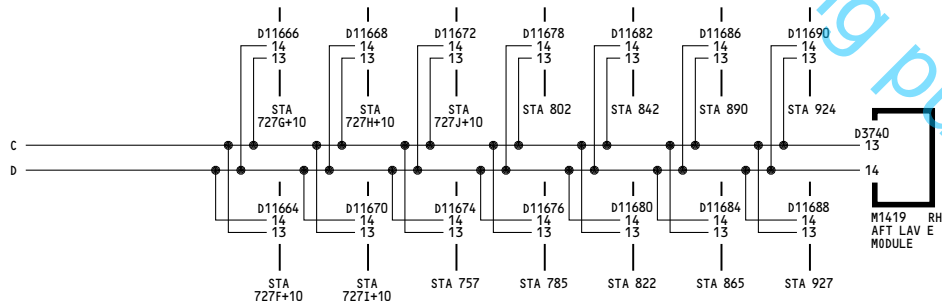 D11666 D11668 D11672 D11678 D11682 D11686 D11690
14 14 14 14 14 14 14
13 13 13 13 13 13 13
STA 727G+10 STA 727H+10 STA 727J+10 STA 802 STA 842 STA 890 STA 924
D3740
C 13
D 14
D11664 D11670 D11674 D11676 D11680 D11684 D11688
14 14 14 14 14 14 14
13 13 13 13 13 13 13
M1419 RH
AFT LAV E
MODULE
STA 727F+10 STA 727I+10 STA 757 STA 785 STA 822 STA 865 STA 927